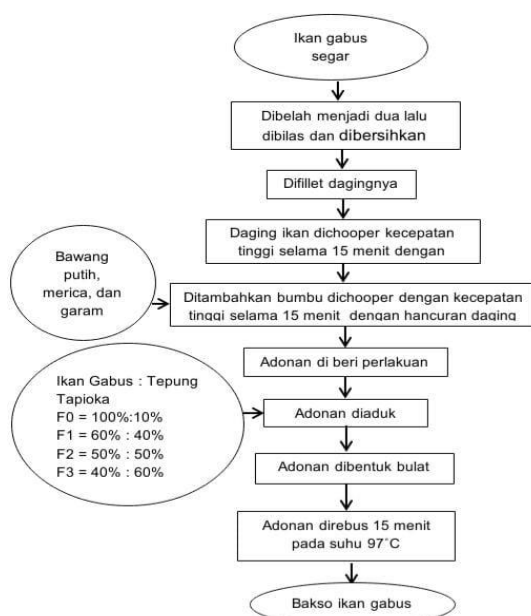 Ikan gabus
segar
Dibelah menjadi dua lalu
dibilas dan dibersihkan
Difillet dagingnya
Daging ikan dichooper kecepatan
tinggi selama 15 menit dengan
Bawang
putih,
merica, dan
garam
Ditambahkan bumbu dichooper dengan kecepatan
tinggi selama 15 menit dengan hancuran daging
Adonan di beri perlakuan
Ikan Gabus : Tepung
Tapioka
F0 = 100%:10%
F1 = 60% : 40%
F2 = 50% : 50%
F3 = 40% : 60%
Adonan diaduk
Adonan dibentuk bulat
Adonan direbus 15 menit
pada suhu 97˚C
Bakso ikan gabus